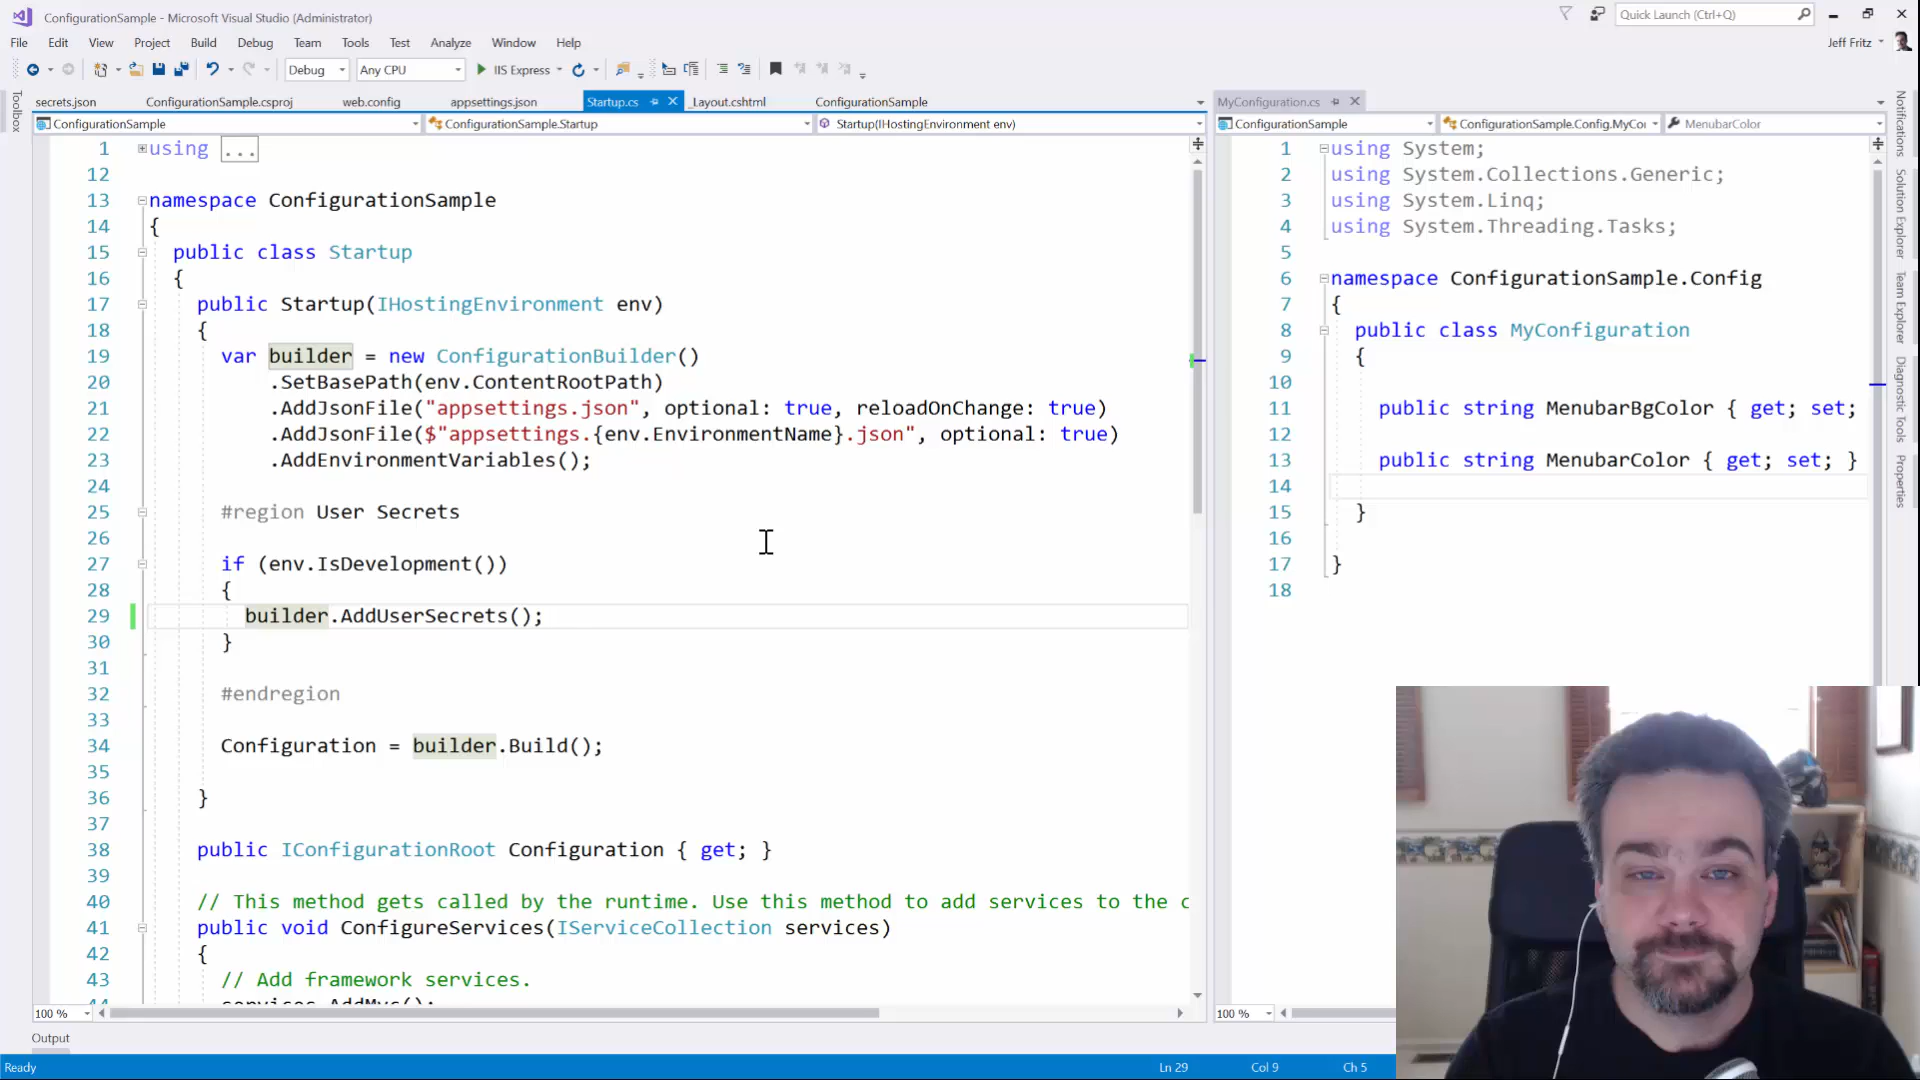 ConfigurationSample - Microsoft Visual Studio (Administrator)
Quick Launch (Ctrl+Q)
File Edit View Project Build Debug Team Tools Test Analyze Window Help
Jeff Fritz
Debug Any CPU IIS Express
Toolbox
secrets.json ConfigurationSample.csproj web.config appsettings.json Startup.cs _Layout.cshtml ConfigurationSample
ConfigurationSample ConfigurationSample.Startup Startup(IHostingEnvironment env)
1 using ...
12
13 namespace ConfigurationSample
14 {
15 public class Startup
16 {
17 public Startup(IHostingEnvironment env)
18 {
19 var builder = new ConfigurationBuilder()
20 .SetBasePath(env.ContentRootPath)
21 .AddJsonFile("appsettings.json", optional: true, reloadOnChange: true)
22 .AddJsonFile($"appsettings.{env.EnvironmentName}.json", optional: true)
23 .AddEnvironmentVariables();
24
25 #region User Secrets
26
27 if (env.IsDevelopment())
28 {
29 builder.AddUserSecrets();
30 }
31
32 #endregion
33
34 Configuration = builder.Build();
35
36 }
37
38 public IConfigurationRoot Configuration { get; }
39
40 // This method gets called by the runtime. Use this method to add services to the c
41 public void ConfigureServices(IServiceCollection services)
42 {
43 // Add framework services.
44 services.AddMvc();
100 %
MyConfiguration.cs
ConfigurationSample ConfigurationSample.Config.MyCo MenubarColor
1 using System;
2 using System.Collections.Generic;
3 using System.Linq;
4 using System.Threading.Tasks;
5
6 namespace ConfigurationSample.Config
7 {
8 public class MyConfiguration
9 {
10
11 public string MenubarBgColor { get; set;
12
13 public string MenubarColor { get; set; }
14
15 }
16
17 }
18
100 %
Notifications
Solution Explorer
Team Explorer
Diagnostic Tools
Properties
Output
Ready Ln 29 Col 9 Ch 5